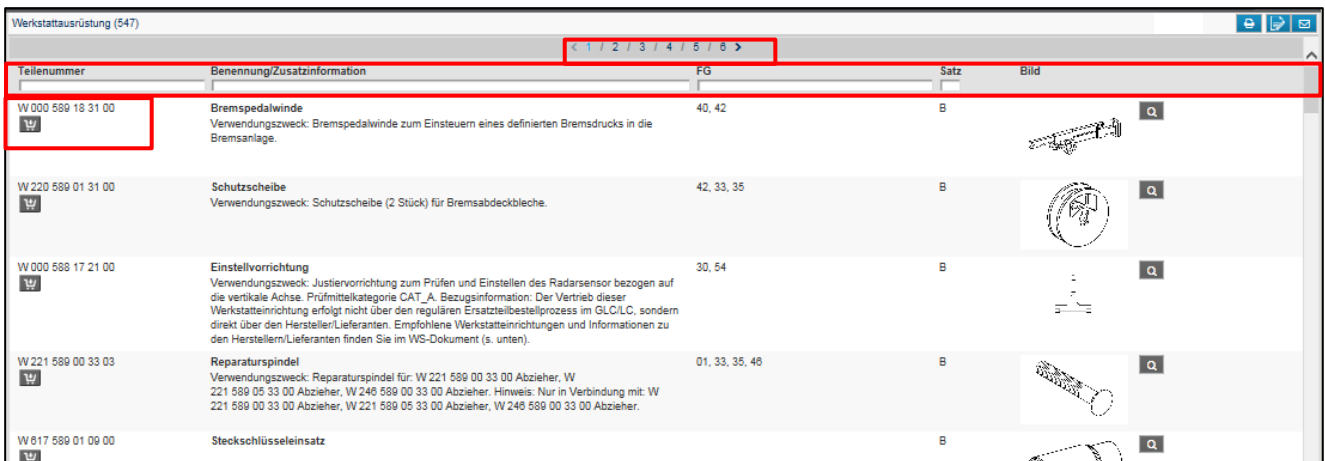 Werkstattausrüstung (547)
< 1 / 2 / 3 / 4 / 5 / 6 >
Teilenummer Benennung/Zusatzinformation FG Satz Bild
W 000 589 18 31 00 Bremspedalwinde 40, 42 B
Verwendungszweck: Bremspedalwinde zum Einsteuern eines definierten Bremsdrucks in die
Bremsanlage.
W 220 589 01 31 00 Schutzscheibe 42, 33, 35 B
Verwendungszweck: Schutzscheibe (2 Stück) für Bremsabdeckbleche.
W 000 588 17 21 00 Einstellvorrichtung 30, 54 B
Verwendungszweck: Justiervorrichtung zum Prüfen und Einstellen des Radarsensor bezogen auf
die vertikale Achse. Prüfmittelkategorie CAT_A. Bezugsinformation: Der Vertrieb dieser
Werkstatteinrichtung erfolgt nicht über den regulären Ersatzteilbestellprozess im GLC/LC, sondern
direkt über den Hersteller/Lieferanten. Empfohlene Werkstatteinrichtungen und Informationen zu
den Herstellern/Lieferanten finden Sie im WS-Dokument (s. unten).
W 221 589 00 33 03 Reparaturspindel 01, 33, 35, 46 B
Verwendungszweck: Reparaturspindel für: W 221 589 00 33 00 Abzieher, W
221 589 05 33 00 Abzieher, W 246 589 00 33 00 Abzieher. Hinweis: Nur in Verbindung mit: W
221 589 00 33 00 Abzieher, W 221 589 05 33 00 Abzieher, W 246 589 00 33 00 Abzieher.
W 617 589 01 09 00 Steckschlüsseleinsatz B